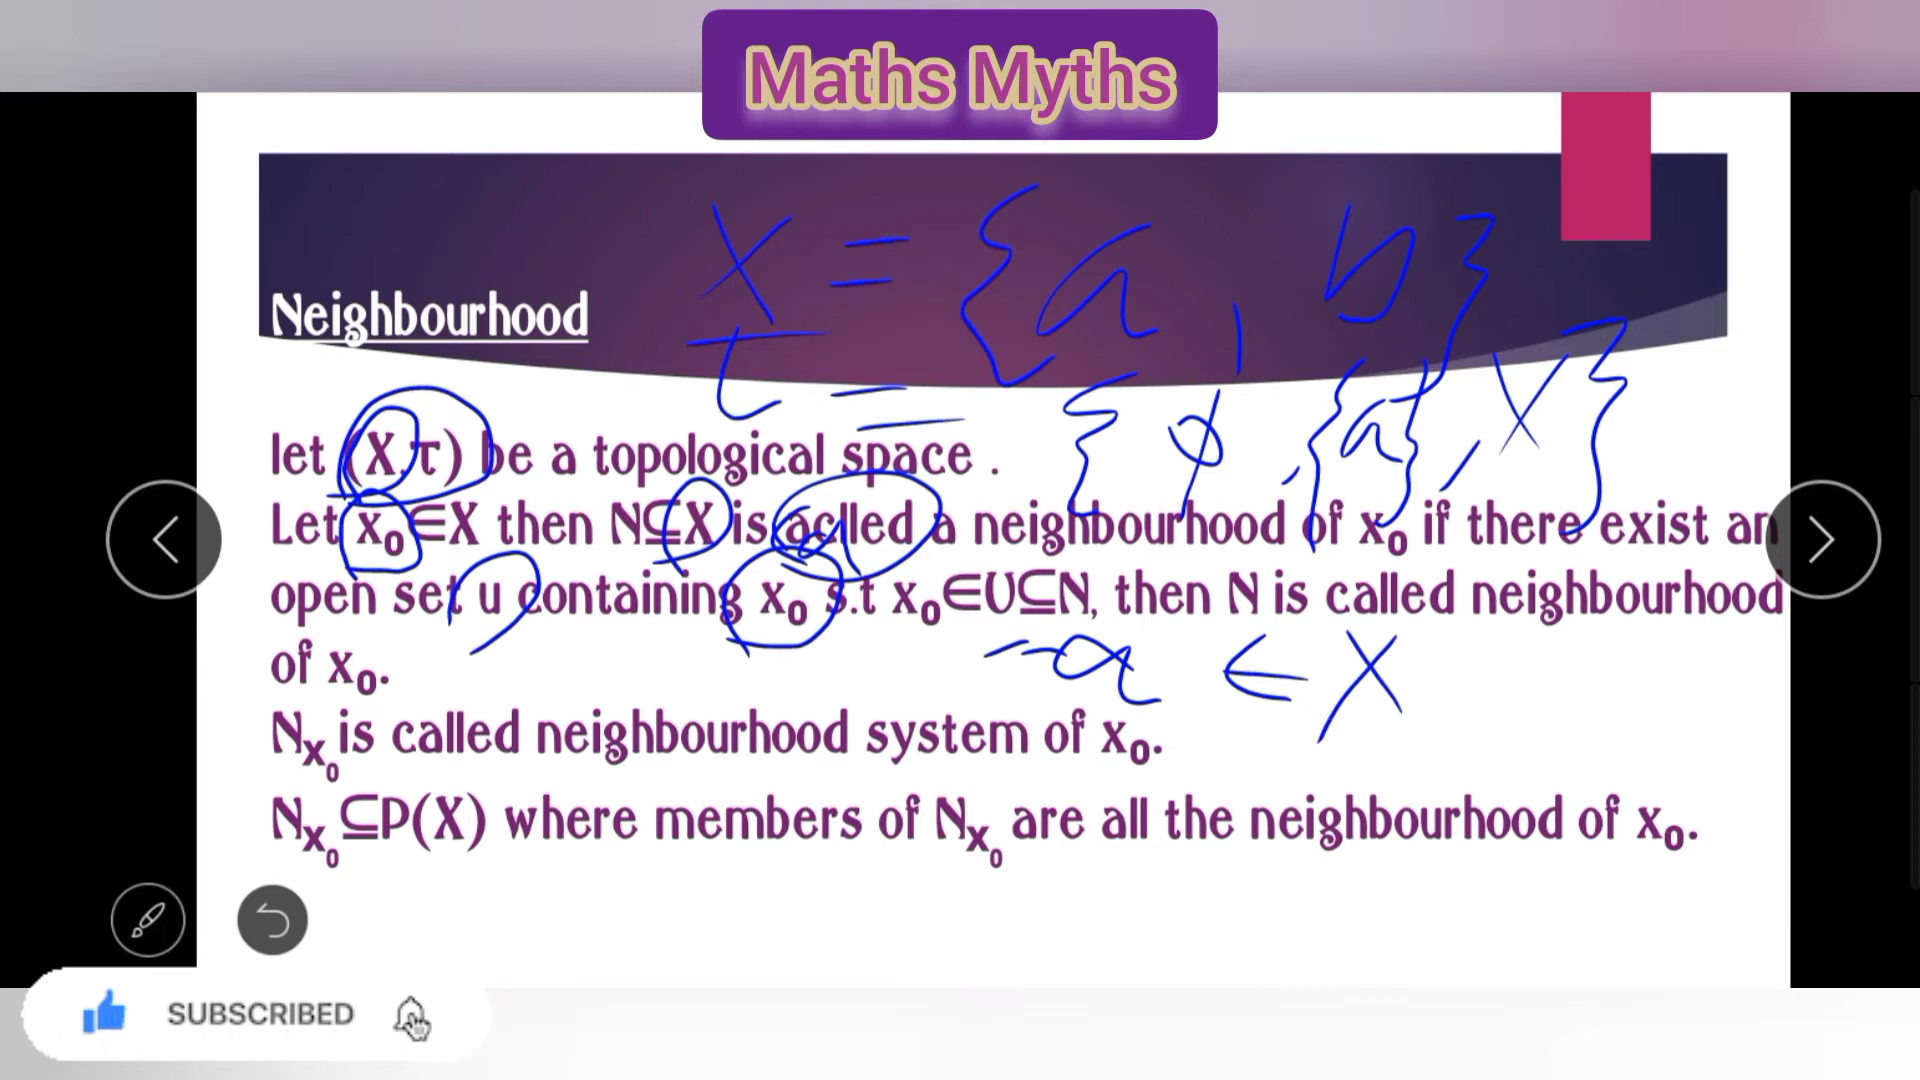 Maths Myths
X = {a, b}
Neighbourhood
τ = {ϕ, {a}, X}
let (X,τ) be a topological space .
Let x₀∈X then N⊆X is aclled a neighbourhood of x₀ if there exist an
open set u containing x₀ s.t x₀∈U⊆N, then N is called neighbourhood
of x₀.
a ∈ X
Nx₀ is called neighbourhood system of x₀.
Nx₀⊆P(X) where members of Nx₀ are all the neighbourhood of x₀.
SUBSCRIBED